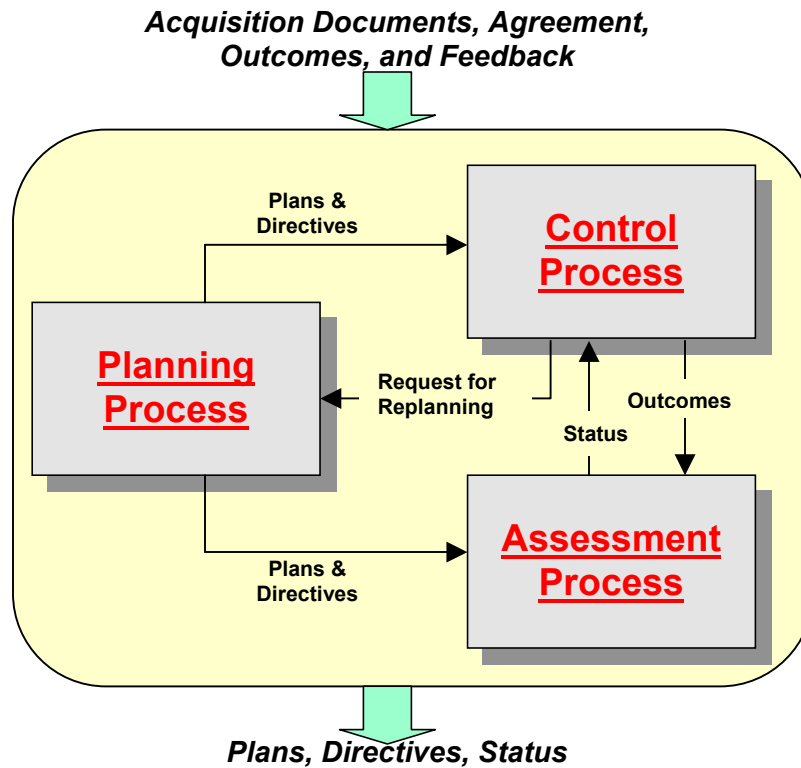 Acquisition Documents, Agreement,
Outcomes, and Feedback
Plans &
Directives
Control
Process
Planning
Process
Request for
Replanning
Outcomes
Status
Assessment
Process
Plans &
Directives
Plans, Directives, Status